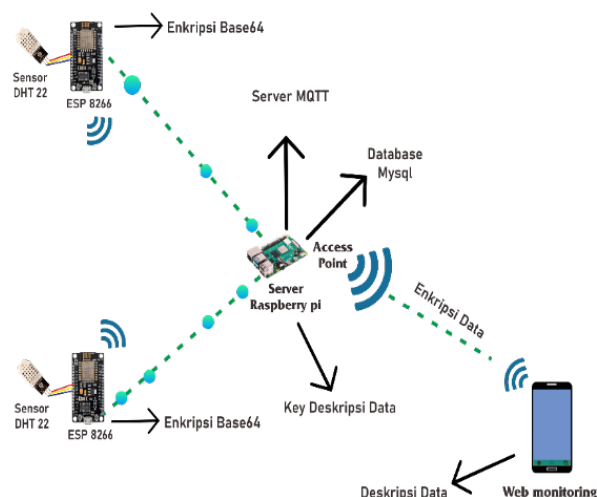 Enkripsi Base64
Sensor
DHT 22
ESP 8266
Server MQTT
Database
Mysql
Access
Point
Server
Raspberry pi
Enkripsi Data
Key Deskripsi Data
Sensor
DHT 22
ESP 8266
Enkripsi Base64
Deskripsi Data
Web monitoring